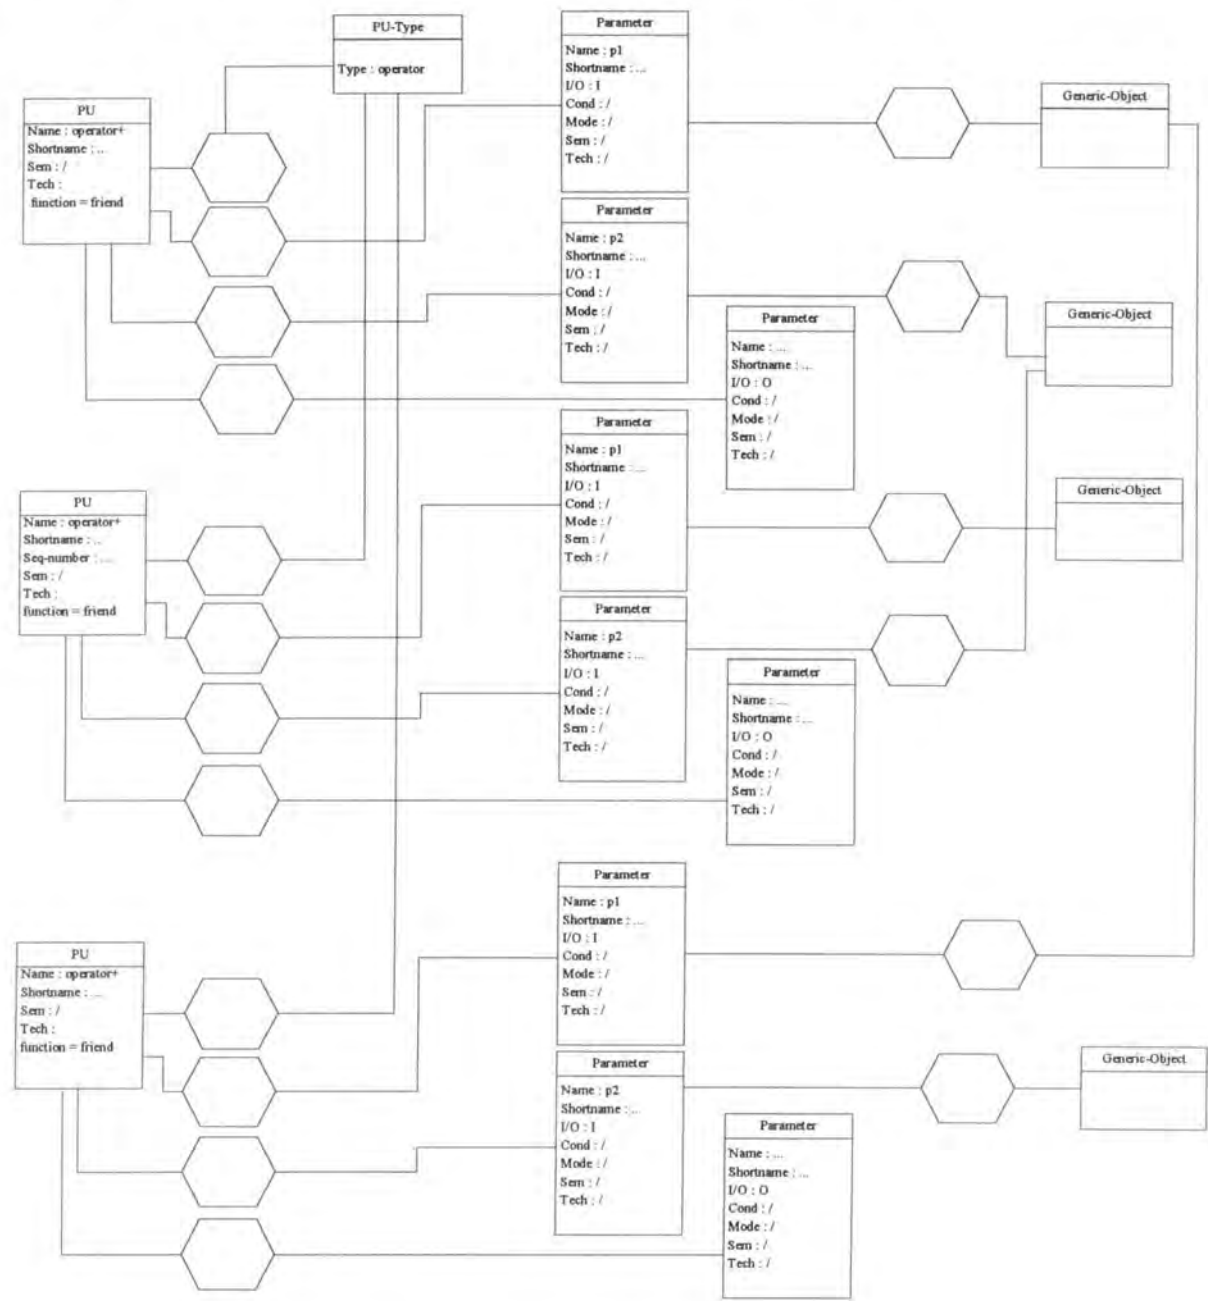 PU-Type
Type : operator
Parameter
Name : p1
Shortname : ...
I/O : I
Cond : /
Mode : /
Sem : /
Tech : /
Generic-Object
PU
Name : operator+
Shortname : ...
Sem : /
Tech :
function = friend
Parameter
Name : p2
Shortname : ...
I/O : I
Cond : /
Mode : /
Sem : /
Tech : /
Generic-Object
Parameter
Name : ...
Shortname : ...
I/O : O
Cond : /
Mode : /
Sem : /
Tech : /
Parameter
Name : p1
Shortname : ...
I/O : I
Cond : /
Mode : /
Sem : /
Tech : /
Generic-Object
PU
Name : operator+
Shortname : ...
Seq-number : ...
Sem : /
Tech :
function = friend
Parameter
Name : p2
Shortname : ...
I/O : I
Cond : /
Mode : /
Sem : /
Tech : /
Parameter
Name : ...
Shortname : ...
I/O : O
Cond : /
Mode : /
Sem : /
Tech : /
Parameter
Name : p1
Shortname : ...
I/O : I
Cond : /
Mode : /
Sem : /
Tech : /
PU
Name : operator+
Shortname : ...
Sem : /
Tech :
function = friend
Parameter
Name : p2
Shortname : ...
I/O : I
Cond : /
Mode : /
Sem : /
Tech : /
Generic-Object
Parameter
Name : ...
Shortname : ...
I/O : O
Cond : /
Mode : /
Sem : /
Tech : /